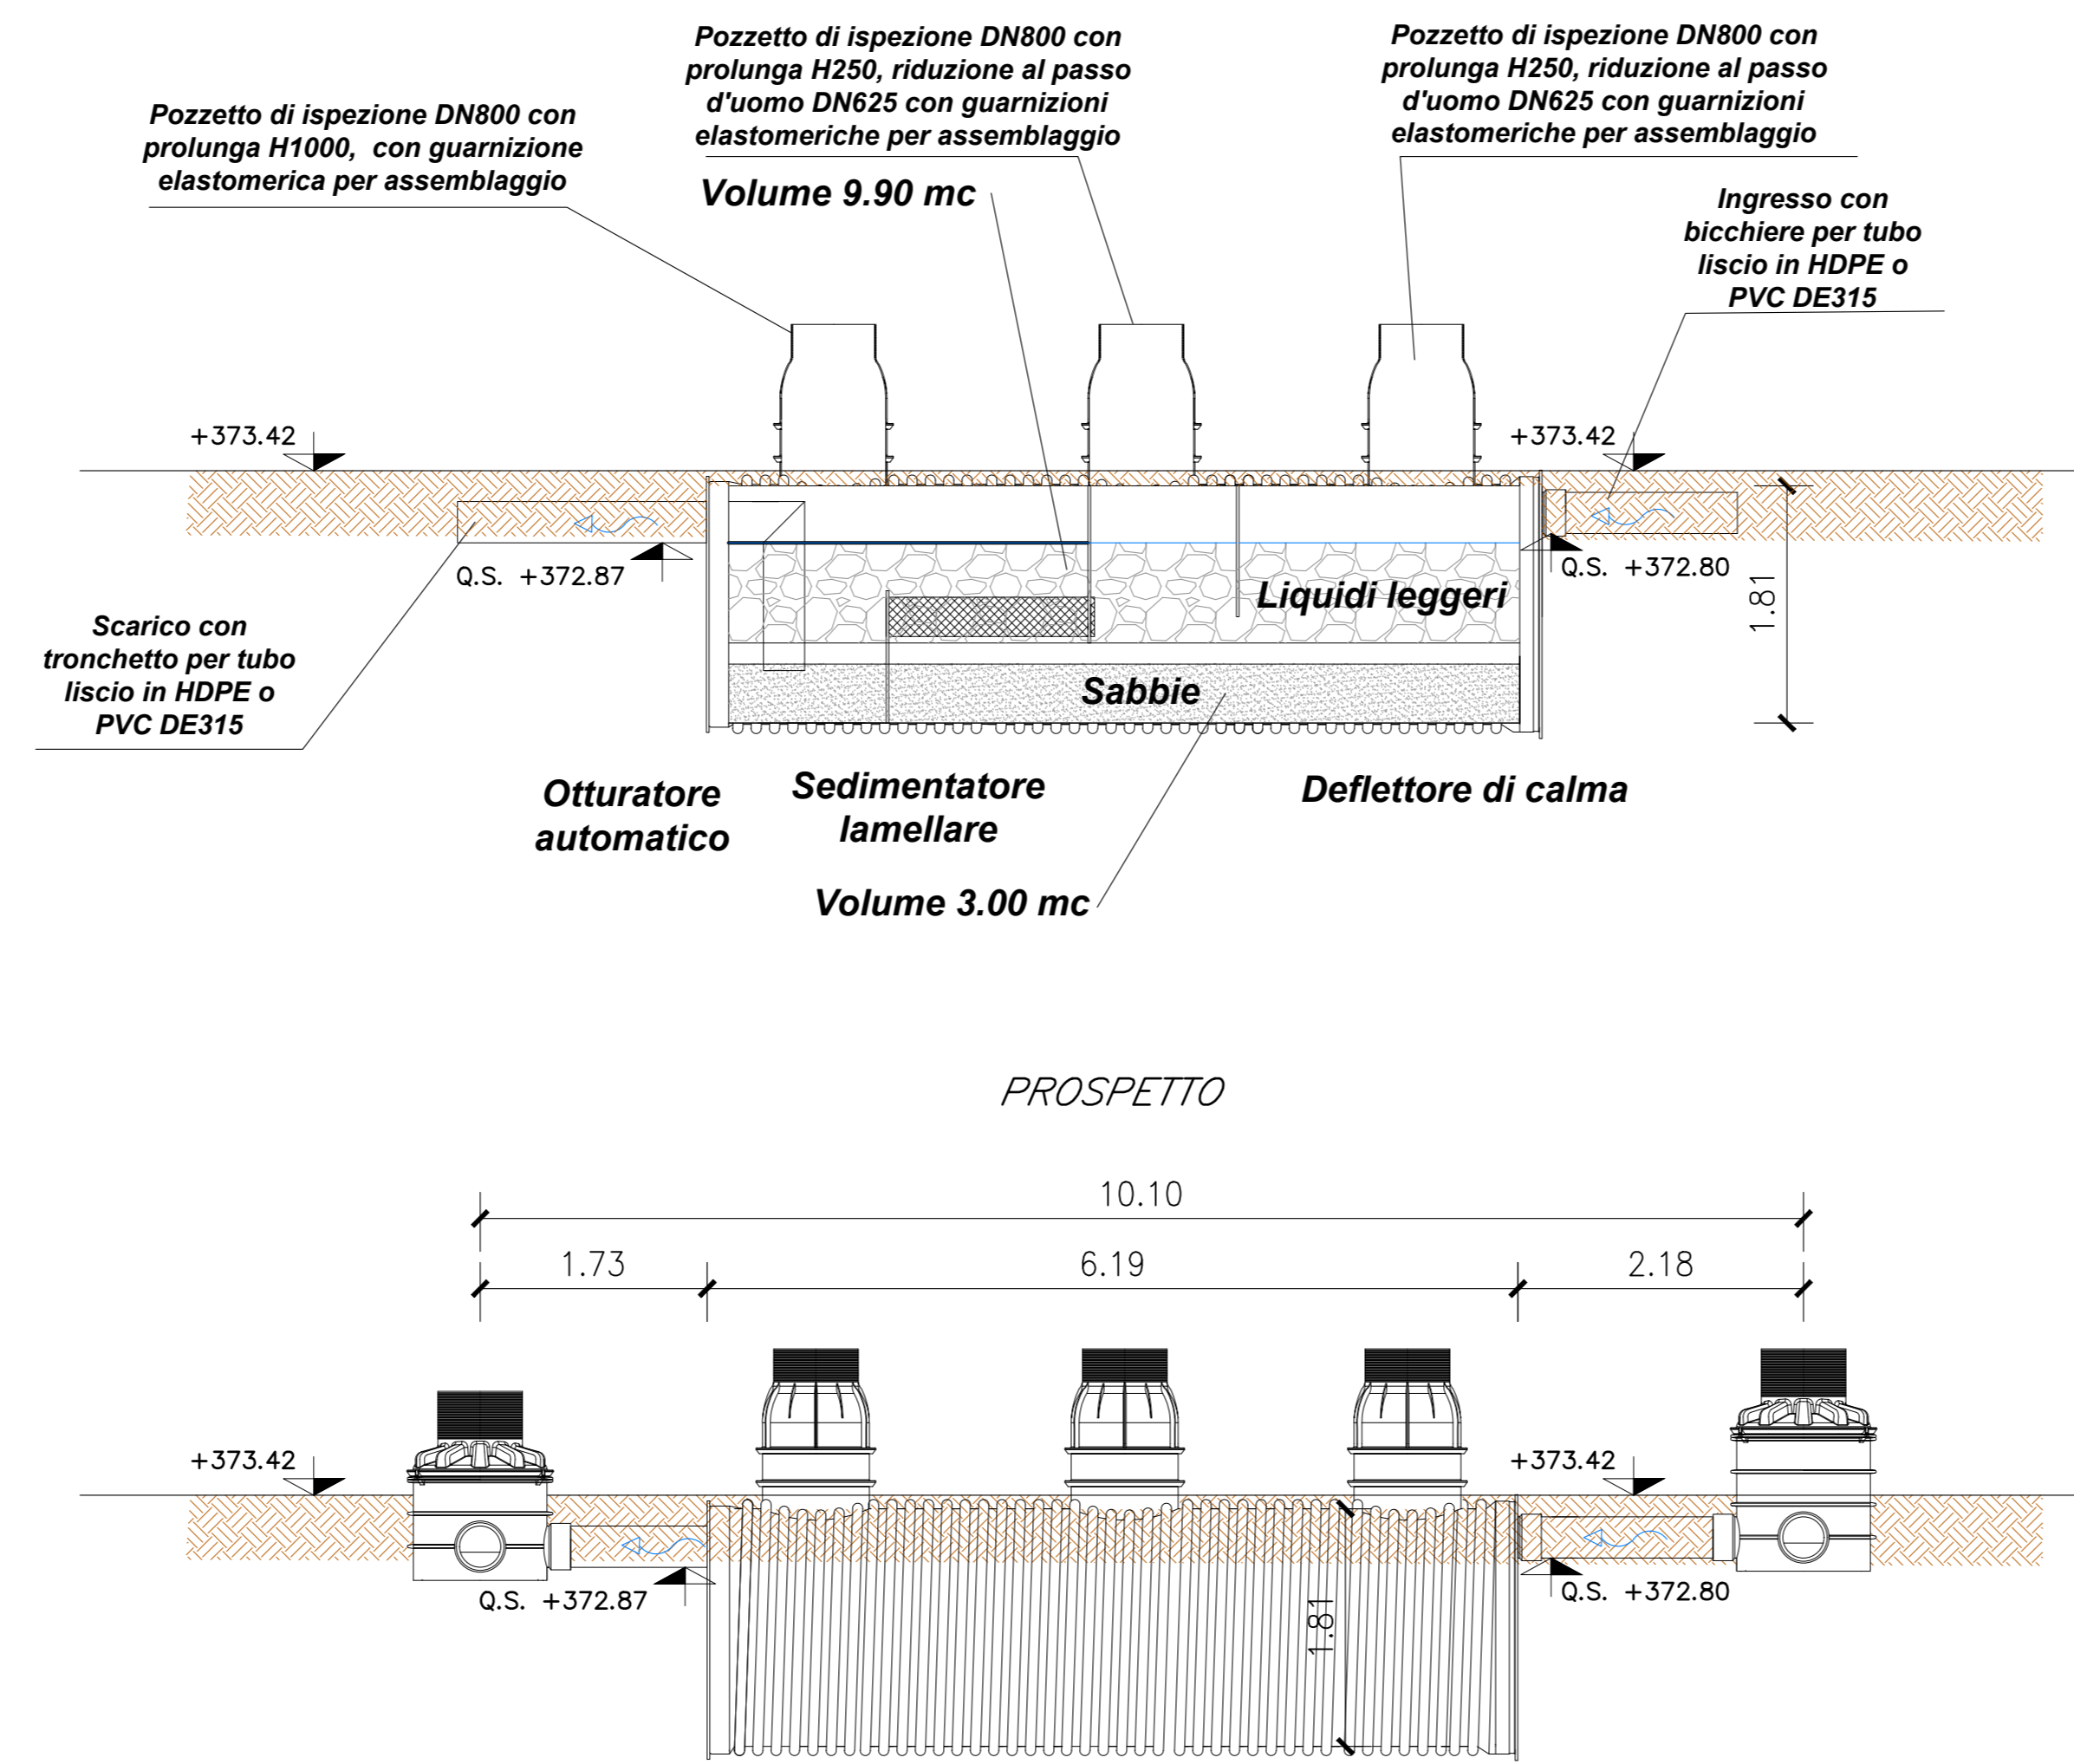 Pozzetto di ispezione DN800 con
prolunga H1000, con guarnizione
elastomerica per assemblaggio
Pozzetto di ispezione DN800 con
prolunga H250, riduzione al passo
d'uomo DN625 con guarnizioni
elastomeriche per assemblaggio
Pozzetto di ispezione DN800 con
prolunga H250, riduzione al passo
d'uomo DN625 con guarnizioni
elastomeriche per assemblaggio
Volume 9.90 mc
Ingresso con
bicchiere per tubo
liscio in HDPE o
PVC DE315
+373.42
+373.42
Q.S. +372.87
Q.S. +372.80
Liquidi leggeri
1.81
Scarico con
tronchetto per tubo
liscio in HDPE o
PVC DE315
Sabbie
Otturatore
automatico
Sedimentatore
lamellare
Deflettore di calma
Volume 3.00 mc
PROSPETTO
10.10
1.73
6.19
2.18
+373.42
+373.42
Q.S. +372.87
Q.S. +372.80
1.81